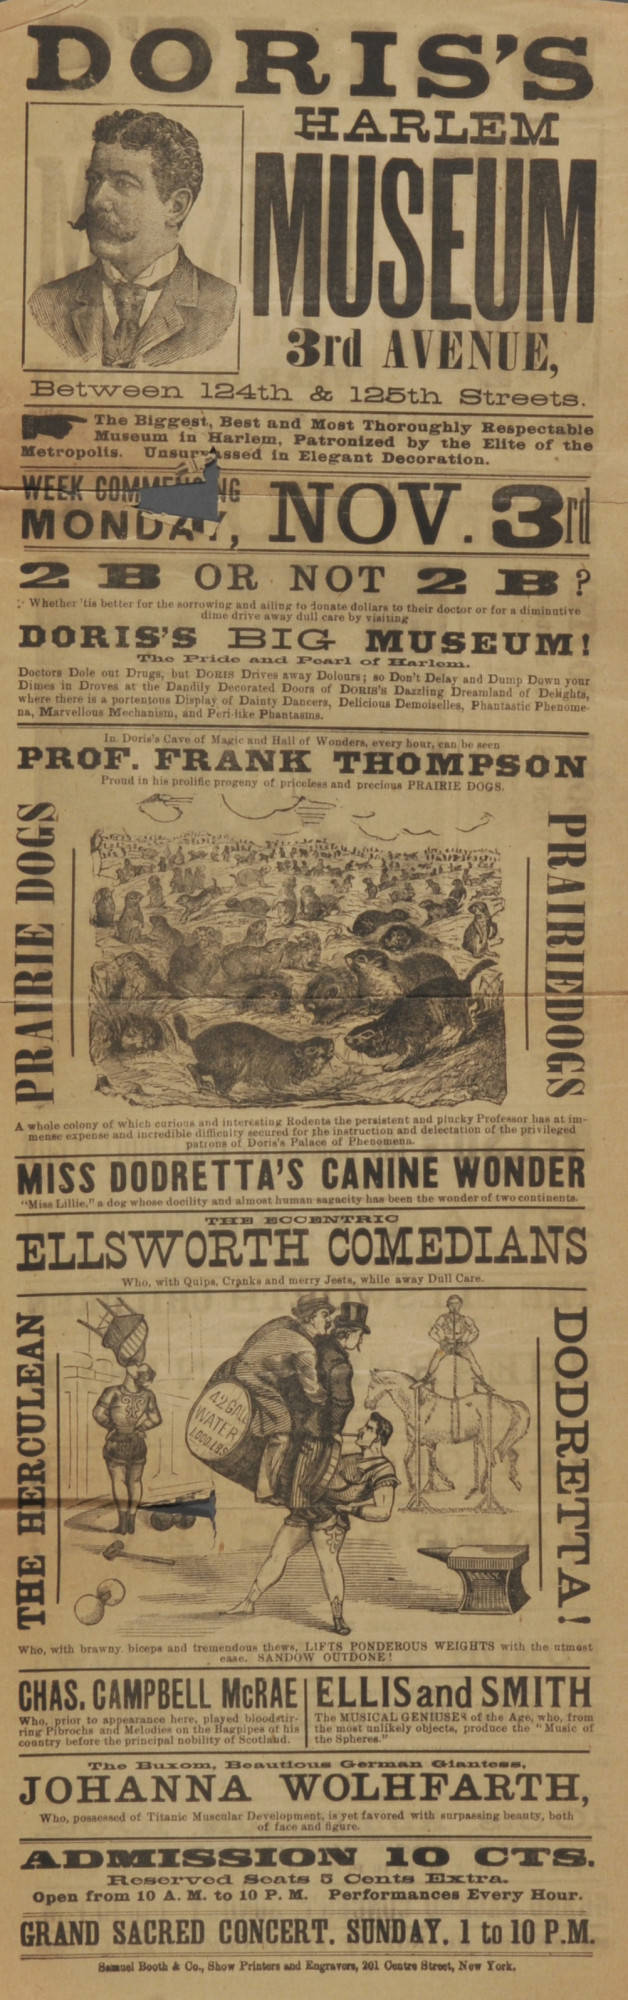 DORIS'S
HARLEM
MUSEUM
3rd AVENUE,
Between 124th & 125th Streets.
The Biggest, Best and Most Thoroughly Respectable
Museum in Harlem, Patronized by the Elite of the
Metropolis. Unsurpassed in Elegant Decoration.
WEEK COMMENCING
MONDAY, NOV. 3rd
2 B OR NOT 2 B?
Whether 'tis better for the sorrowing and ailing to donate dollars to their doctor or for a diminutive
dime drive away dull care by visiting
DORIS'S BIG MUSEUM!
The Pride and Pearl of Harlem.
Doctors Dole out Drugs, but DORIS Drives away Dolours; so Don't Delay and Dump Down your
Dimes in Droves at the Dandily Decorated Doors of DORIS'S Dazzling Dreamland of Delights,
where there is a portentous Display of Dainty Dancers, Delicious Demoiselles, Phantastic Phenome-
na, Marvellous Mechanism, and Peri-like Phantasms.
In Doris's Cave of Magic and Hall of Wonders, every hour, can be seen
PROF. FRANK THOMPSON
Proud in his prolific progeny of priceless and precious PRAIRIE DOGS.
PRAIRIE DOGS
PRAIRIEDOGS
A whole colony of which curious and interesting Rodents the persistent and plucky Professor has at im-
mense expense and incredible difficulty secured for the instruction and delectation of the privileged
patrons of Doris's Palace of Phenomena.
MISS DODRETTA'S CANINE WONDER
"Miss Lillie," a dog whose docility and almost human sagacity has been the wonder of two continents.
THE ECCENTRIC
ELLSWORTH COMEDIANS
Who, with Quips, Cranks and merry Jests, while away Dull Care.
THE HERCULEAN
42 GALL
WATER
1,000 LBS
DODRETTA!
Who, with brawny biceps and tremendous thews, LIFTS PONDEROUS WEIGHTS with the utmost
ease. SANDOW OUTDONE!
CHAS. CAMPBELL McRAE
Who, prior to appearance here, played bloodstir-
ring Pibrochs and Melodies on the Bagpipes of his
country before the principal nobility of Scotland.
ELLIS and SMITH
The MUSICAL GENIUSES of the Age, who, from
the most unlikely objects, produce the "Music of
the Spheres."
The Buxom, Beautious German Giantess,
JOHANNA WOLHFARTH,
Who, possessed of Titanic Muscular Development, is yet favored with surpassing beauty, both
of face and figure.
ADMISSION 10 CTS.
Reserved Seats 5 Cents Extra.
Open from 10 A. M. to 10 P. M. Performances Every Hour.
GRAND SACRED CONCERT. SUNDAY, 1 to 10 P.M.
Samuel Booth & Co., Show Printers and Engravers, 201 Centre Street, New York.